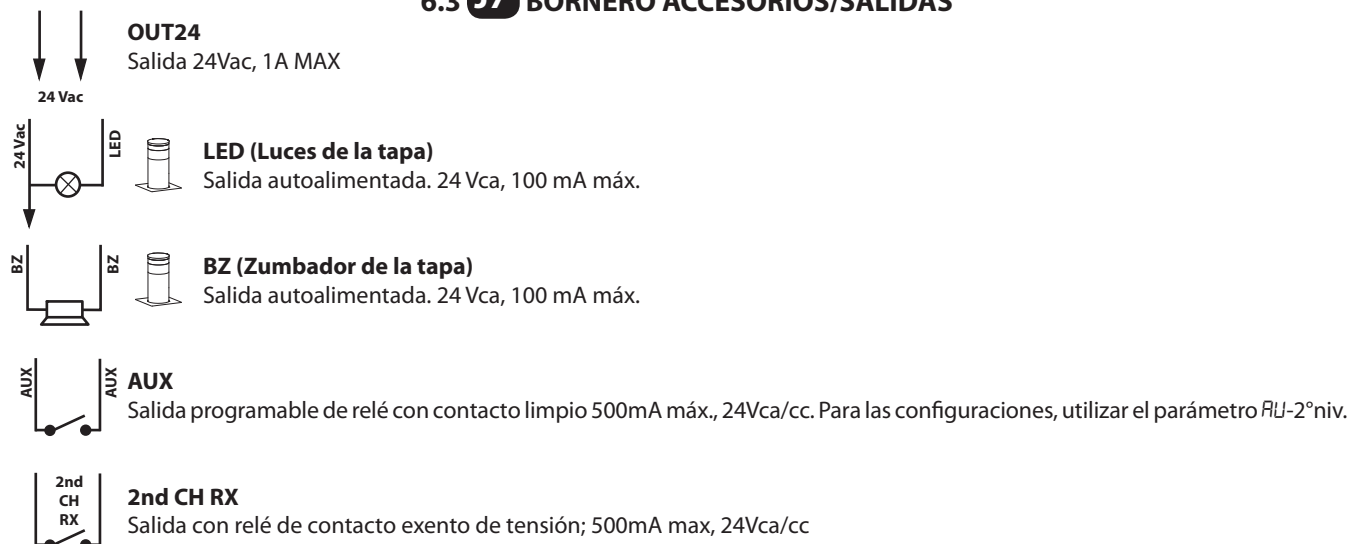 6.3 J7 BORNERO ACCESORIOS/SALIDAS
OUT24
Salida 24Vac, 1A MAX
24 Vac
24 Vac
LED
LED (Luces de la tapa)
Salida autoalimentada. 24 Vca, 100 mA máx.
BZ
BZ
BZ (Zumbador de la tapa)
Salida autoalimentada. 24 Vca, 100 mA máx.
AUX
AUX
AUX
Salida programable de relé con contacto limpio 500mA máx., 24Vca/cc. Para las configuraciones, utilizar el parámetro AU-2°niv.
2nd
CH
RX
2nd CH RX
Salida con relé de contacto exento de tensión; 500mA max, 24Vca/cc